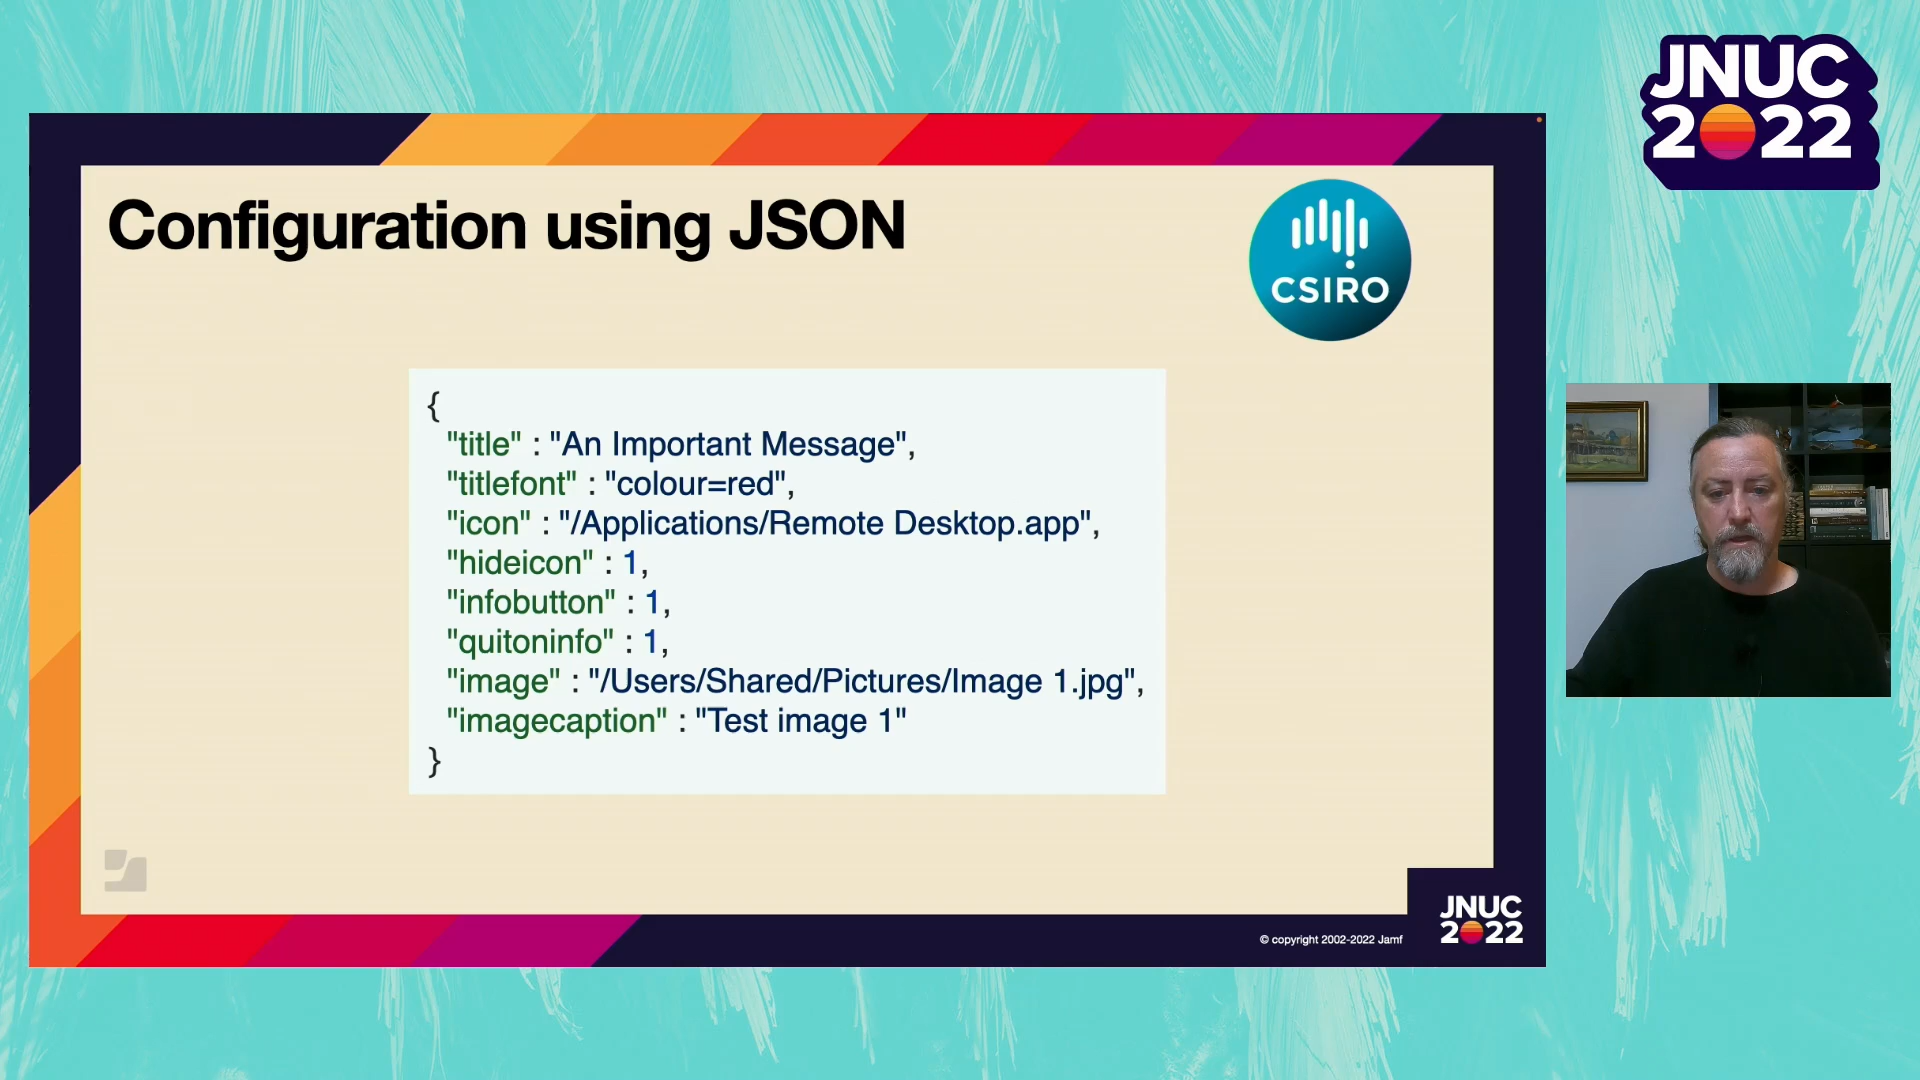 JNUC
2022
Configuration using JSON
CSIRO
{
"title" : "An Important Message",
"titlefont" : "colour=red",
"icon" : "/Applications/Remote Desktop.app",
"hideicon" : 1,
"infobutton" : 1,
"quitoninfo" : 1,
"image" : "/Users/Shared/Pictures/Image 1.jpg",
"imagecaption" : "Test image 1"
}
© copyright 2002-2022 Jamf
JNUC
2022